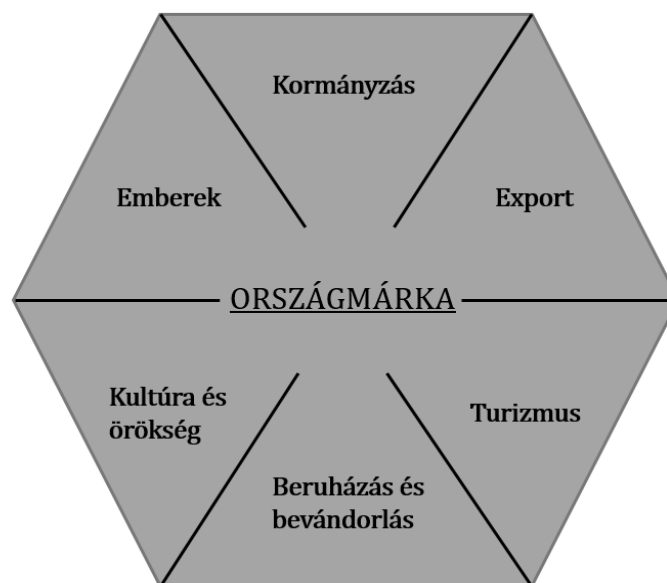 Kormányzás
Emberek
Export
ORSZÁGMÁRKA
Kultúra és
örökség
Turizmus
Beruházás és
bevándorlás